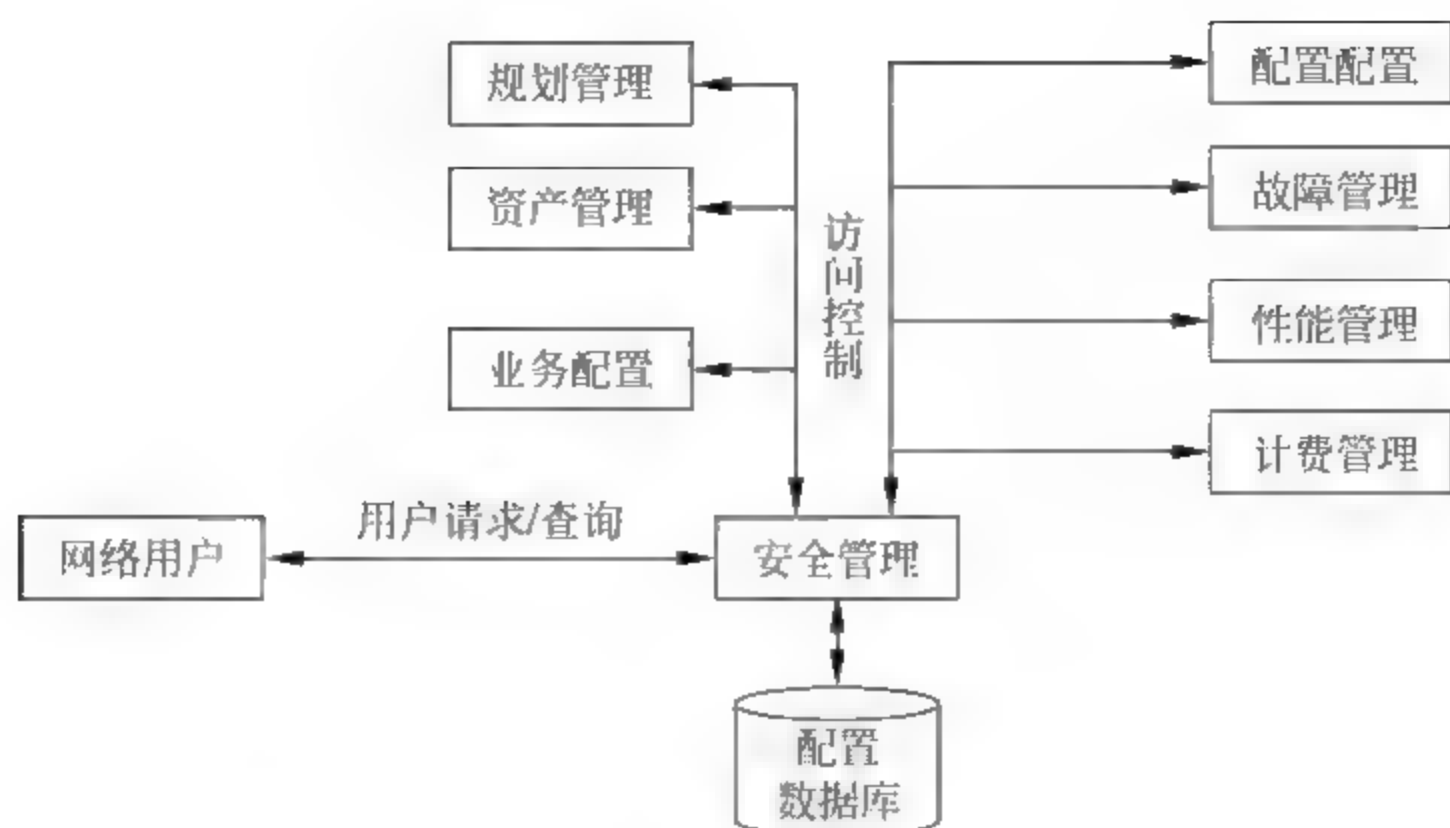 规划管理
配置配置
资产管理
故障管理
访问控制
业务配置
性能管理
计费管理
用户请求/查询
网络用户
安全管理
配置
数据库